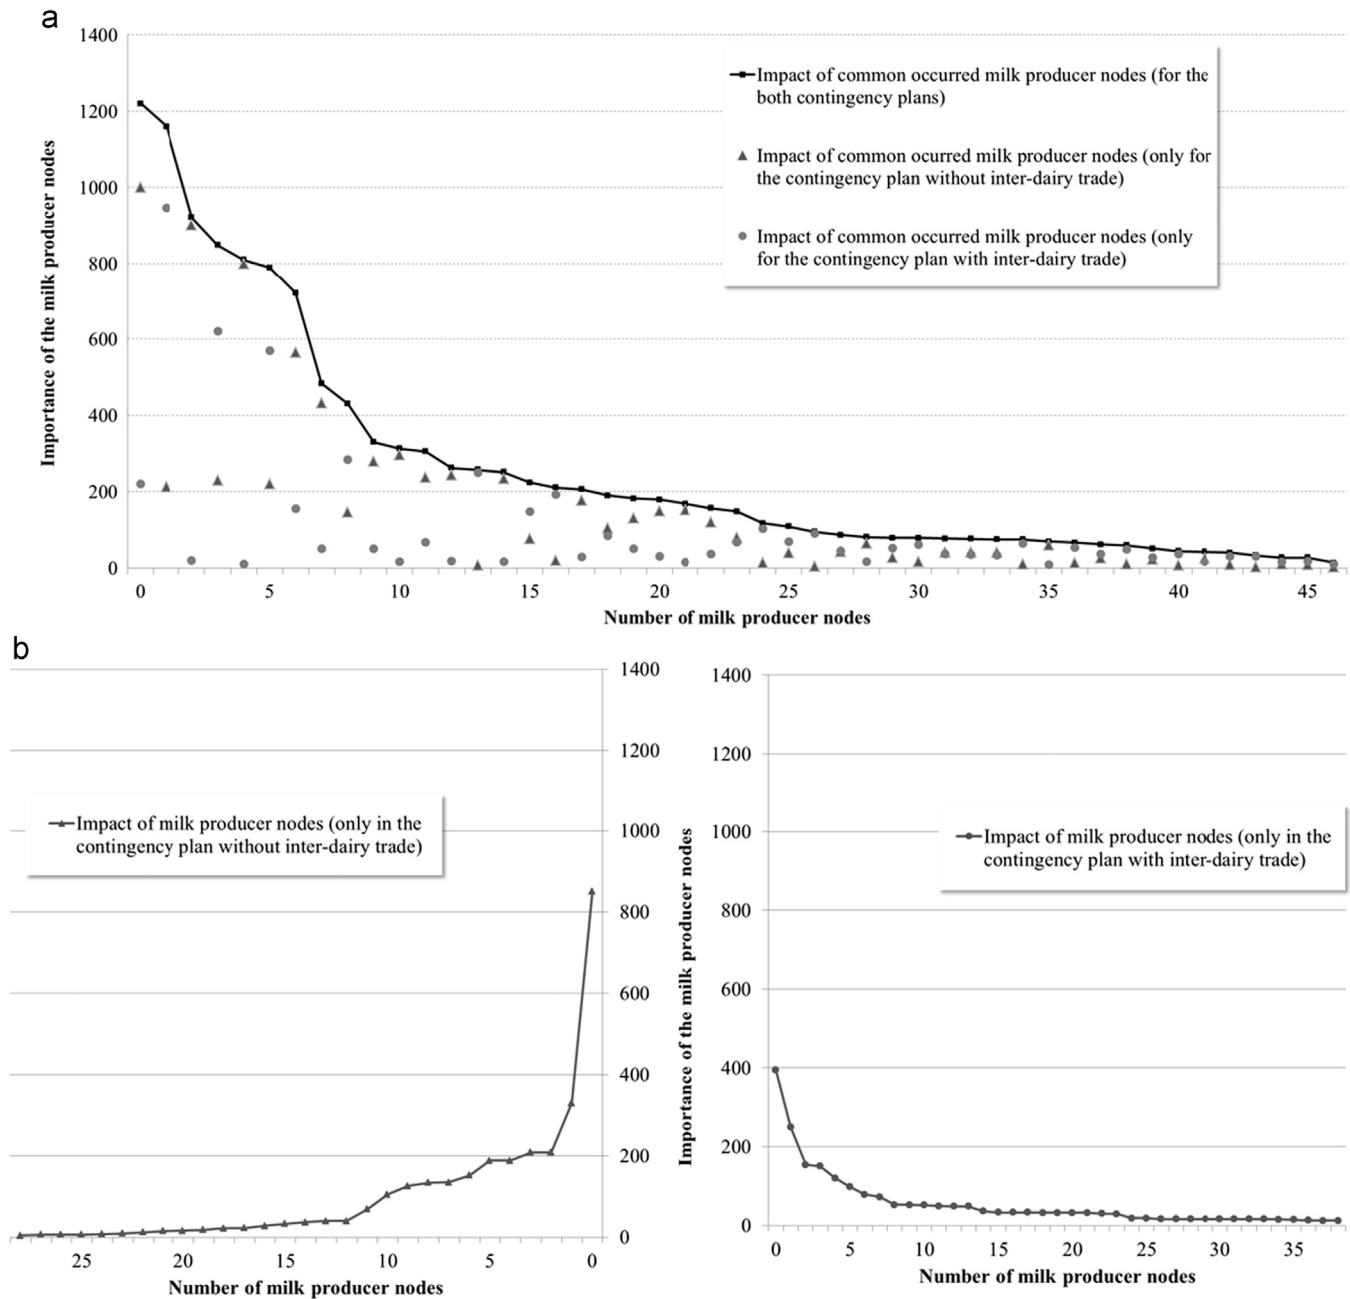 a
1400
1200
1000
800
600
400
200
0
Importance of the milk producer nodes
Impact of common occurred milk producer nodes (for the
both contingency plans)
Impact of common ocurred milk producer nodes (only for
the contingency plan without inter-dairy trade)
Impact of common occurred milk producer nodes (only
for the contingency plan with inter-dairy trade)
0 5 10 15 20 25 30 35 40 45
Number of milk producer nodes
b
1400
1200
1000
800
600
400
200
0
Impact of milk producer nodes (only in the
contingency plan without inter-dairy trade)
25 20 15 10 5 0
Number of milk producer nodes
Importance of the milk producer nodes
1400
1200
1000
800
600
400
200
0
Impact of milk producer nodes (only in the
contingency plan with inter-dairy trade)
0 5 10 15 20 25 30 35
Number of milk producer nodes